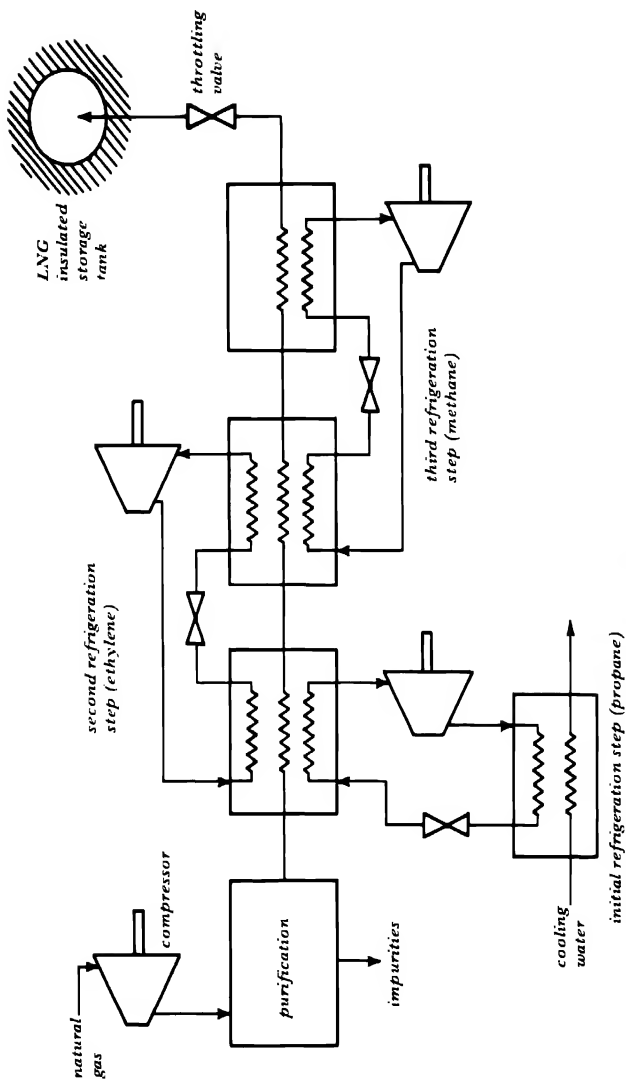 natural
gas
compressor
purification
impurities
second refrigeration
step (ethylene)
cooling
water
initial refrigeration step (propane)
third refrigeration
step (methane)
LNG
insulated
storage
tank
throttling
valve